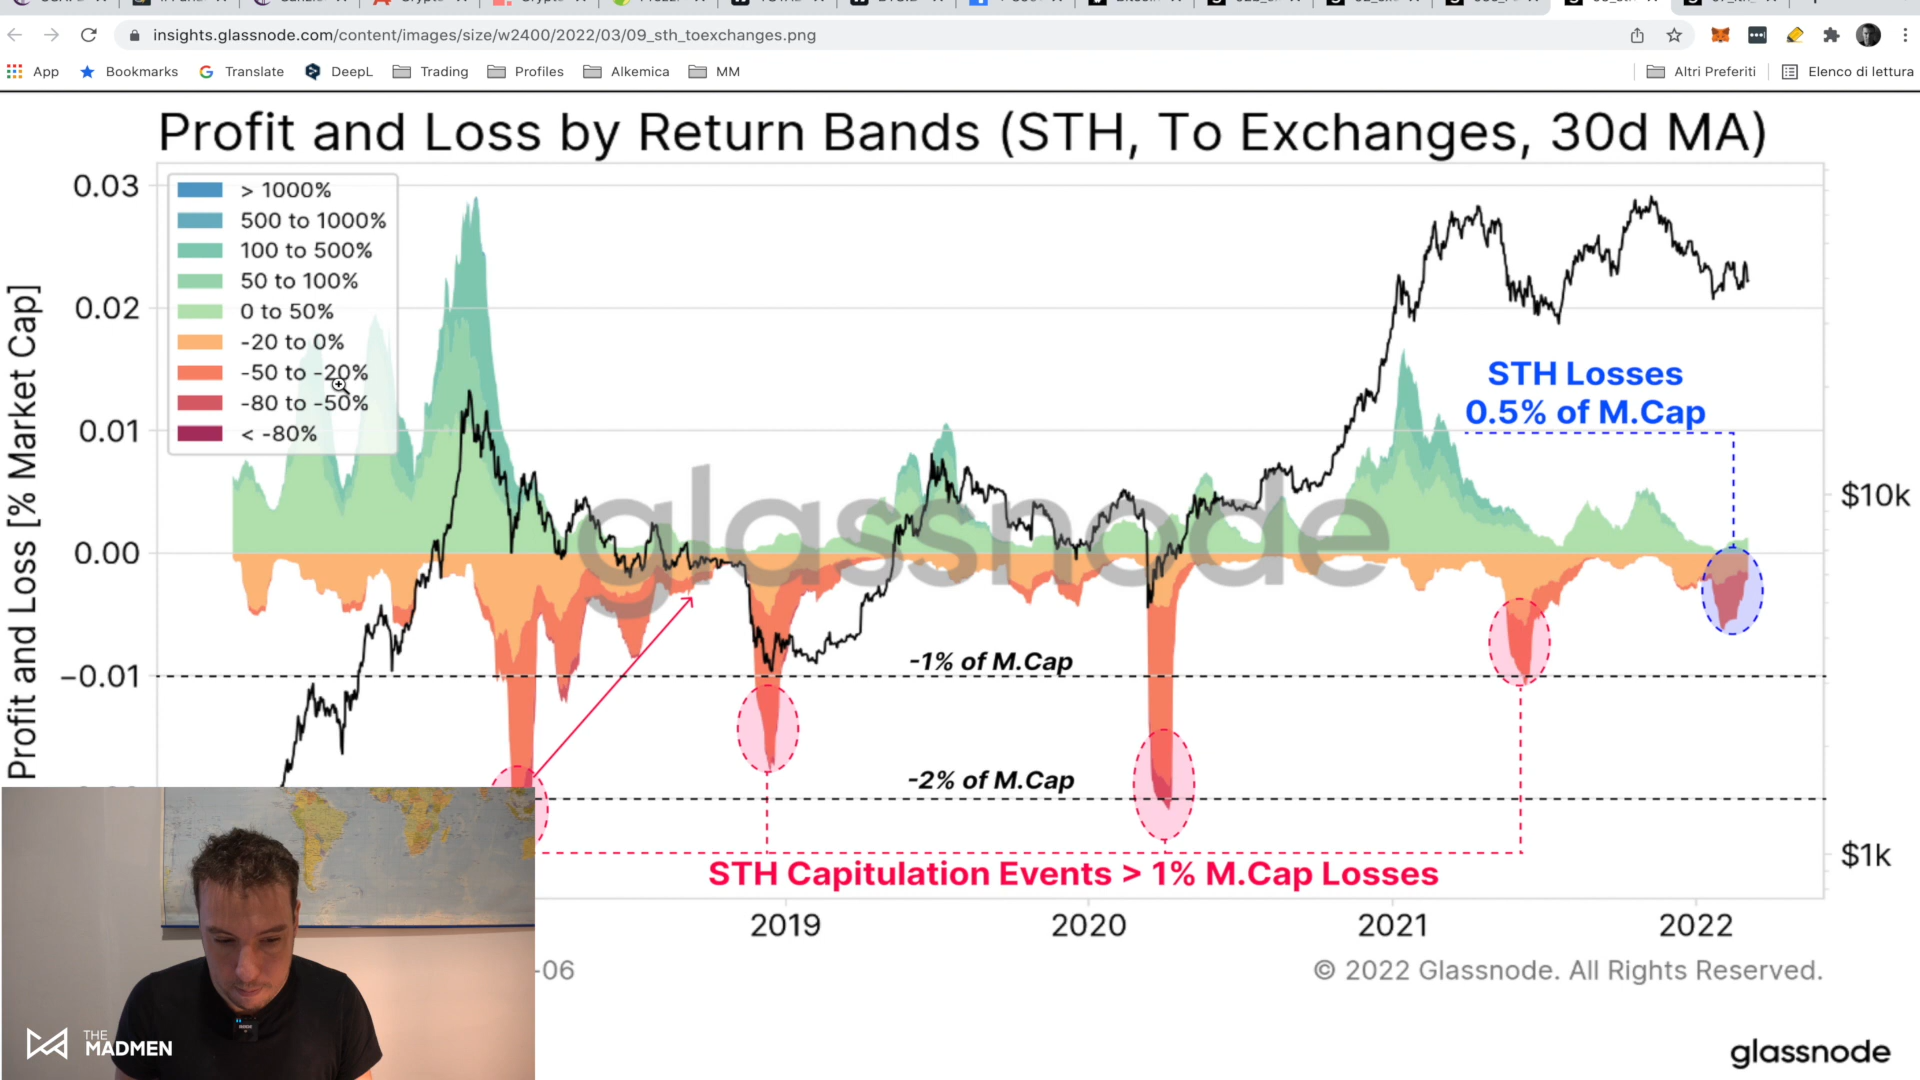 insights.glassnode.com/content/images/size/w2400/2022/03/09_sth_toexchanges.png
App Bookmarks Translate DeepL Trading Profiles Alkemica MM Altri Preferiti Elenco di lettura
Profit and Loss by Return Bands (STH, To Exchanges, 30d MA)
> 1000%
500 to 1000%
100 to 500%
50 to 100%
0 to 50%
-20 to 0%
-50 to -20%
-80 to -50%
< -80%
Profit and Loss [% Market Cap]
0.03
0.02
0.01
0.00
−0.01
STH Losses
0.5% of M.Cap
glassnode
$10k
$1k
-1% of M.Cap
-2% of M.Cap
STH Capitulation Events > 1% M.Cap Losses
2019 2020 2021 2022
-06
© 2022 Glassnode. All Rights Reserved.
glassnode
THE
MADMEN